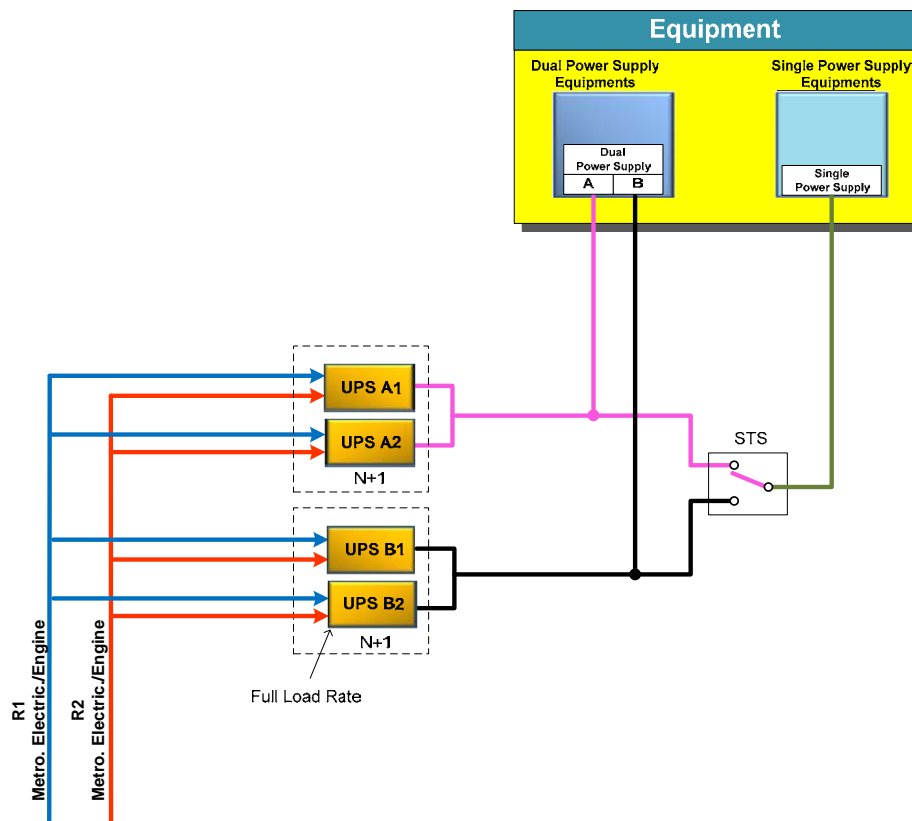 Equipment
Dual Power Supply
Equipments
Single Power Supply
Equipments
Dual
Power Supply
A
B
Single
Power Supply
UPS A1
UPS A2
N+1
STS
UPS B1
UPS B2
N+1
Full Load Rate
R1
Metro. Electric./Engine
R2
Metro. Electric./Engine